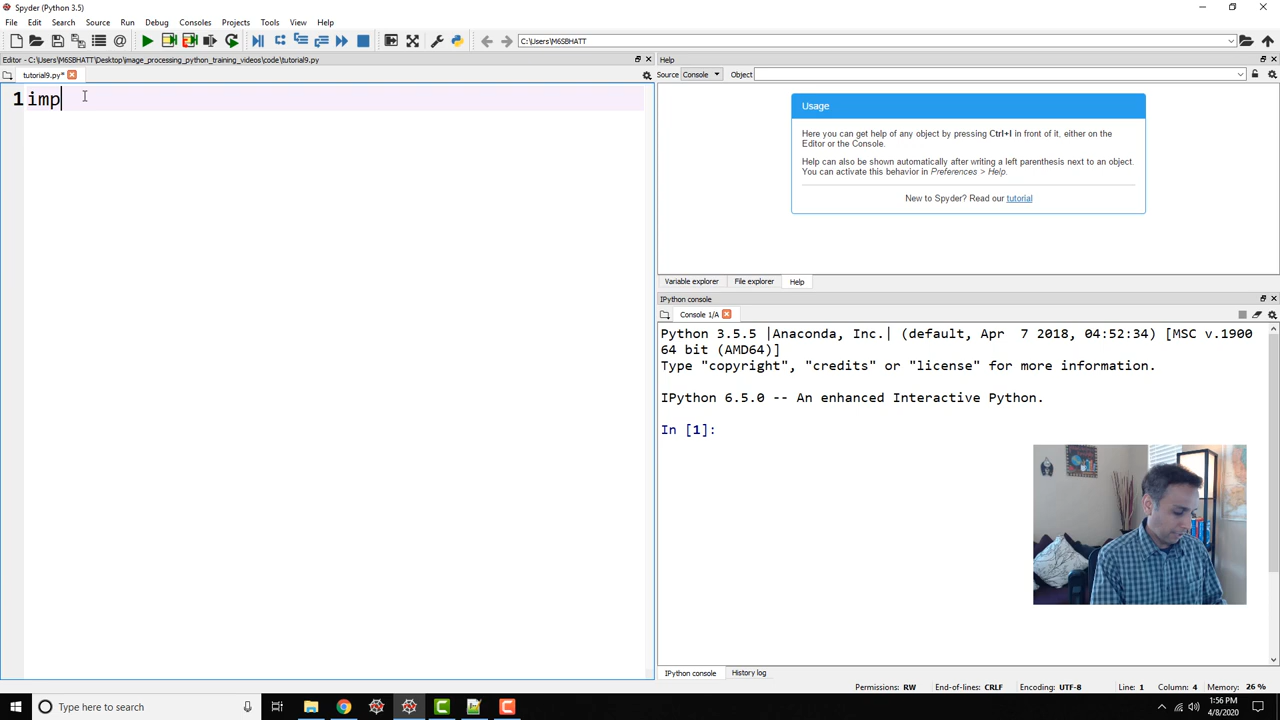 Spyder (Python 3.5)
File Edit Search Source Run Debug Consoles Projects Tools View Help
C:\Users\M6SBHATT
Editor - C:\Users\M6SBHATT\Desktop\image_processing_python_training_videos\code\tutorial9.py
tutorial9.py*
1 imp
Help
Source Console Object
Usage
Here you can get help of any object by pressing Ctrl+I in front of it, either on the
Editor or the Console.
Help can also be shown automatically after writing a left parenthesis next to an object.
You can activate this behavior in Preferences > Help.
New to Spyder? Read our tutorial
Variable explorer File explorer Help
IPython console
Console 1/A
Python 3.5.5 |Anaconda, Inc.| (default, Apr 7 2018, 04:52:34) [MSC v.1900
64 bit (AMD64)]
Type "copyright", "credits" or "license" for more information.
IPython 6.5.0 -- An enhanced Interactive Python.
In [1]:
IPython console History log
Permissions: RW End-of-lines: CRLF Encoding: UTF-8 Line: 1 Column: 4 Memory: 26 %
Type here to search
1:56 PM
4/8/2020